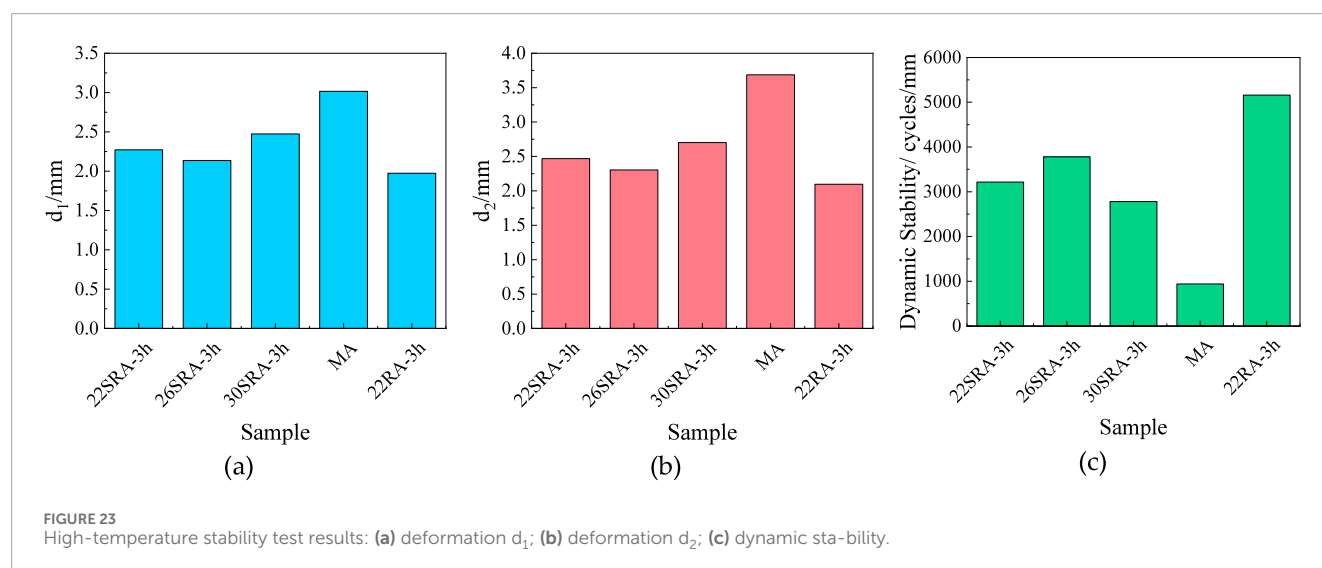 3.5
3.0
2.5
2.0
1.5
1.0
0.5
0.0
d₁/mm
22SRA-3h
26SRA-3h
30SRA-3h
MA
22RA-3h
Sample
(a)
4.0
3.5
3.0
2.5
2.0
1.5
1.0
0.5
0.0
d₂/mm
22SRA-3h
26SRA-3h
30SRA-3h
MA
22RA-3h
Sample
(b)
6000
5000
4000
3000
2000
1000
0
Dynamic Stability/ cycles/mm
22SRA-3h
26SRA-3h
30SRA-3h
MA
22RA-3h
Sample
(c)
FIGURE 23
High-temperature stability test results: (a) deformation d₁; (b) deformation d₂; (c) dynamic sta-bility.